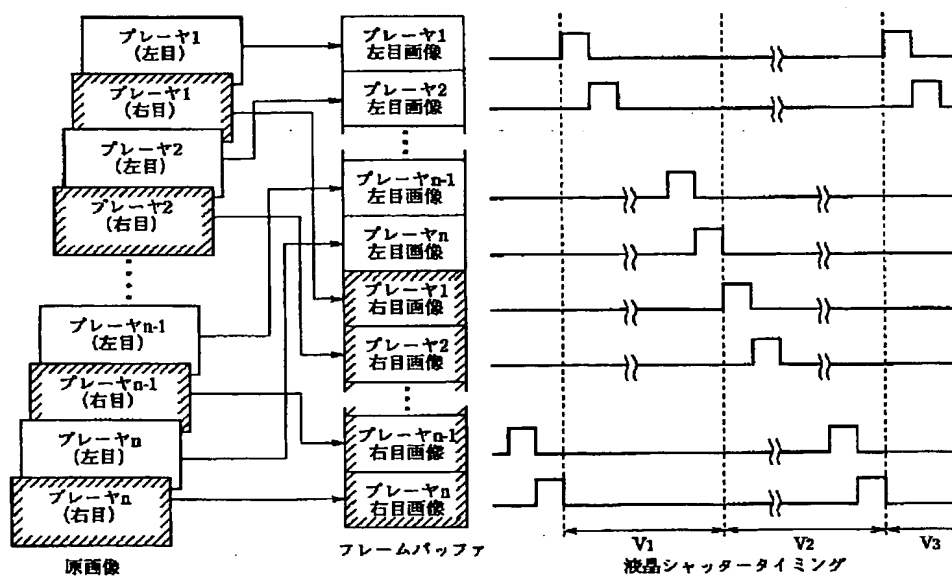 プレーヤ1
(左目)
プレーヤ1
(右目)
プレーヤ2
(左目)
プレーヤ2
(右目)
プレーヤn-1
(左目)
プレーヤn-1
(右目)
プレーヤn
(左目)
プレーヤn
(右目)
原画像
プレーヤ1
左目画像
プレーヤ2
左目画像
プレーヤn-1
左目画像
プレーヤn
左目画像
プレーヤ1
右目画像
プレーヤ2
右目画像
プレーヤn-1
右目画像
プレーヤn
右目画像
フレームバッファ
V1
V2
V3
液晶シャッタータイミング